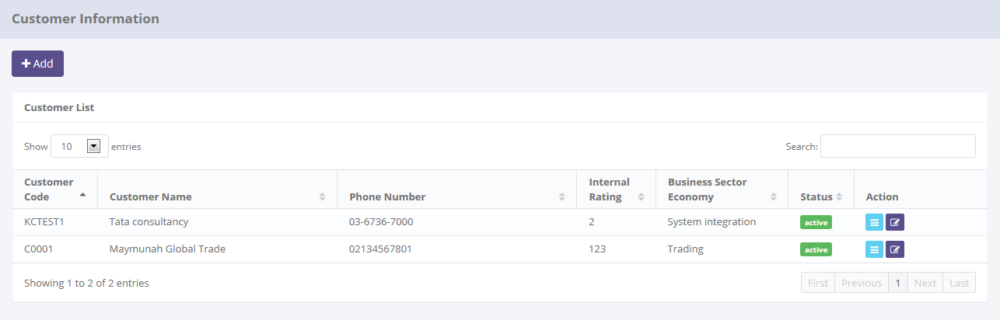 Customer Information
Add
Customer List
Show 10 entries Search:
Customer Code Customer Name Phone Number Internal Rating Business Sector Economy Status Action
KCTEST1 Tata consultancy 03-6736-7000 2 System integration active
C0001 Maymunah Global Trade 02134567801 123 Trading active
Showing 1 to 2 of 2 entries First Previous 1 Next Last